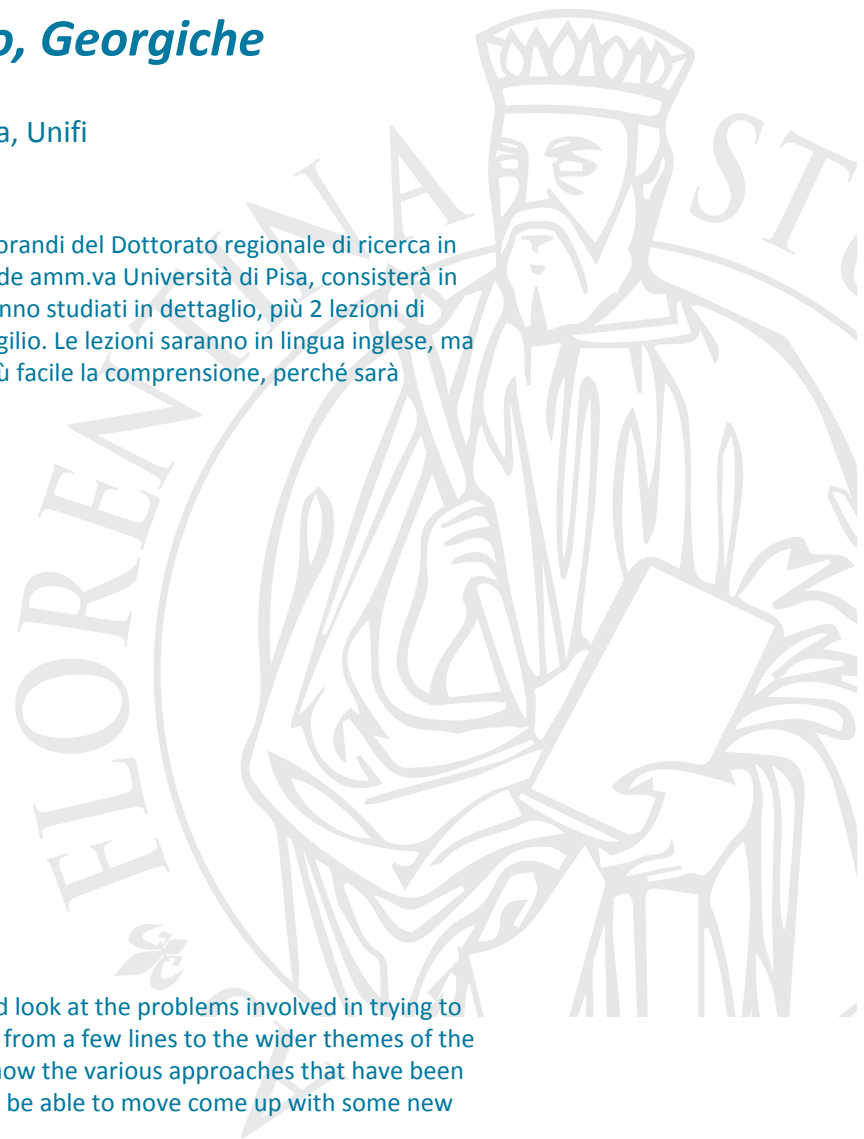 o, Georgiche
a, Unifi
orandi del Dottorato regionale di ricerca in
de amm.va Università di Pisa, consisterà in
nno studiati in dettaglio, più 2 lezioni di
gilio. Le lezioni saranno in lingua inglese, ma
ù facile la comprensione, perché sarà
FLORENTINA STU
d look at the problems involved in trying to
from a few lines to the wider themes of the
how the various approaches that have been
be able to move come up with some new